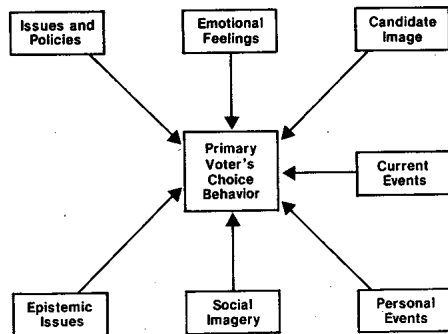 Issues and
Policies
Emotional
Feelings
Candidate
Image
Primary
Voter's
Choice
Behavior
Current
Events
Epistemic
Issues
Social
Imagery
Personal
Events